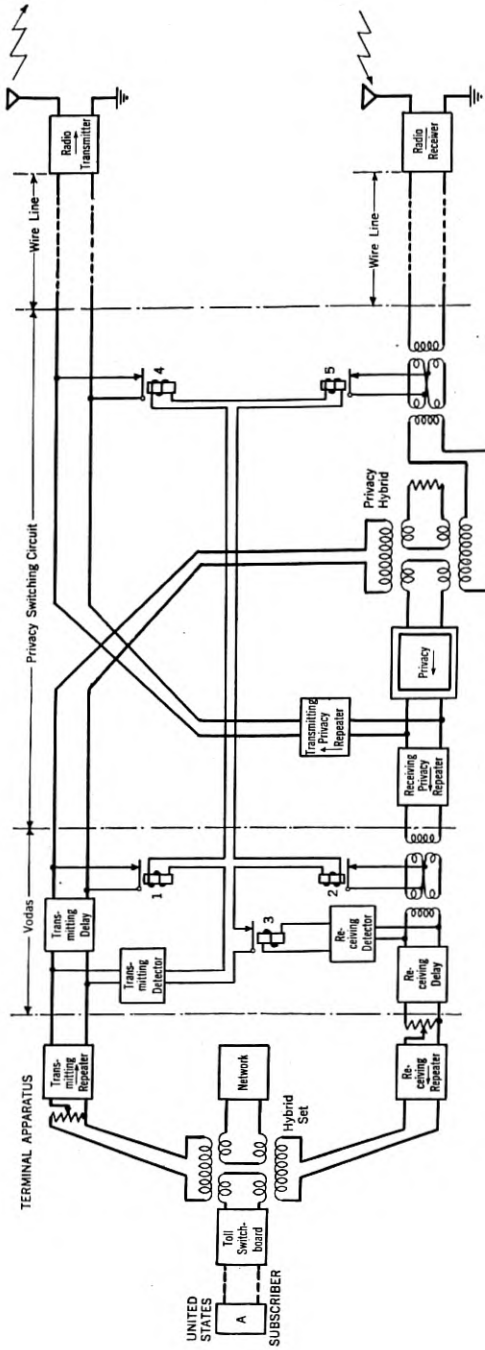 Wire Line
Privacy Switching Circuit
Vodas
TERMINAL APPARATUS
Radio
Transmitter
Trans-
mitting
Delay
Trans-
mitting
Repeater
4
1
Trans-
mitting
Detector
Network
UNITED
STATES
A
SUBSCRIBER
Toll
Switch-
board
Hybrid
Set
3
2
5
Re-
ceiving
Detector
Transmitting
Privacy
Repeater
Privacy
Hybrid
Privacy
Receiving
Privacy
Repeater
Re-
ceiving
Delay
Re-
ceiving
Repeater
Wire Line
Radio
Receiver